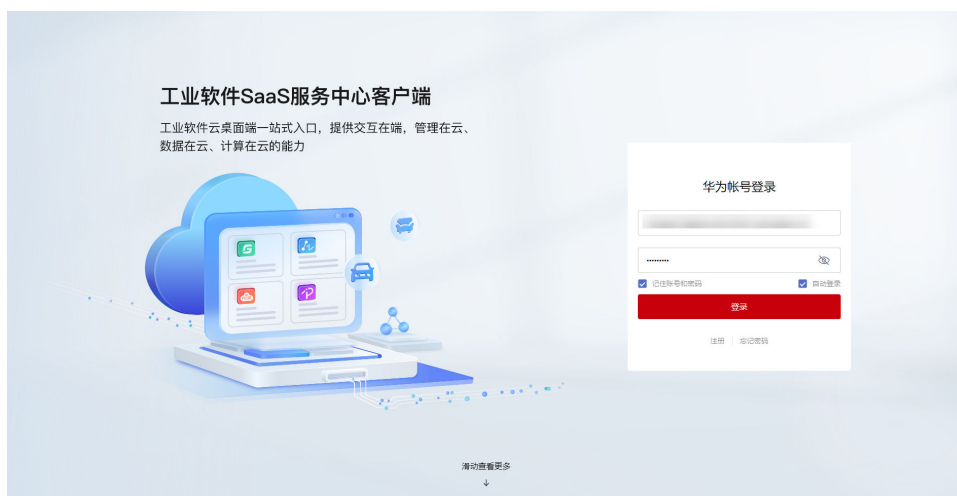 工业软件SaaS服务中心客户端
工业软件云桌面端一站式入口，提供交互在端，管理在云、
数据在云、计算在云的能力
华为帐号登录
记住账号和密码
自动登录
登录
注册
忘记密码
滑动查看更多